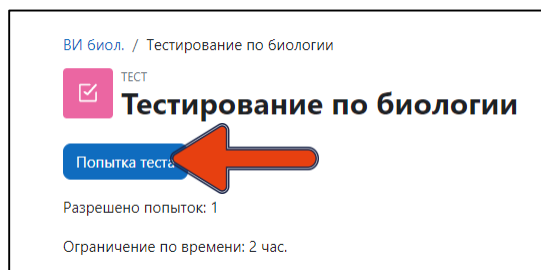 ВИ биол. / Тестирование по биологии
ТЕСТ
Тестирование по биологии
Попытка теста
Разрешено попыток: 1
Ограничение по времени: 2 час.